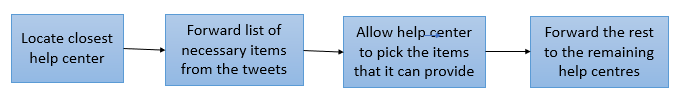 Locate closest
help center
Forward list of
necessary items
from the tweets
Allow help center
to pick the items
that it can provide
Forward the rest
to the remaining
help centres